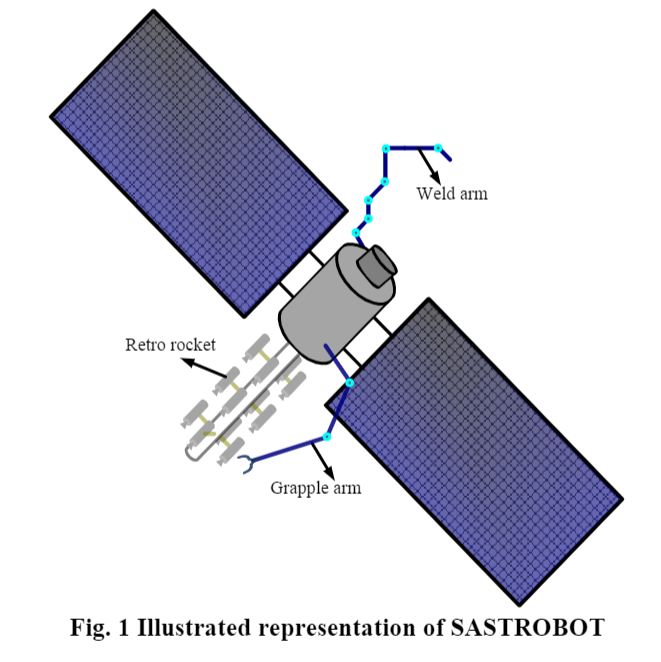 Weld arm
Retro rocket
Grapple arm
Fig. 1 Illustrated representation of SASTROBOT